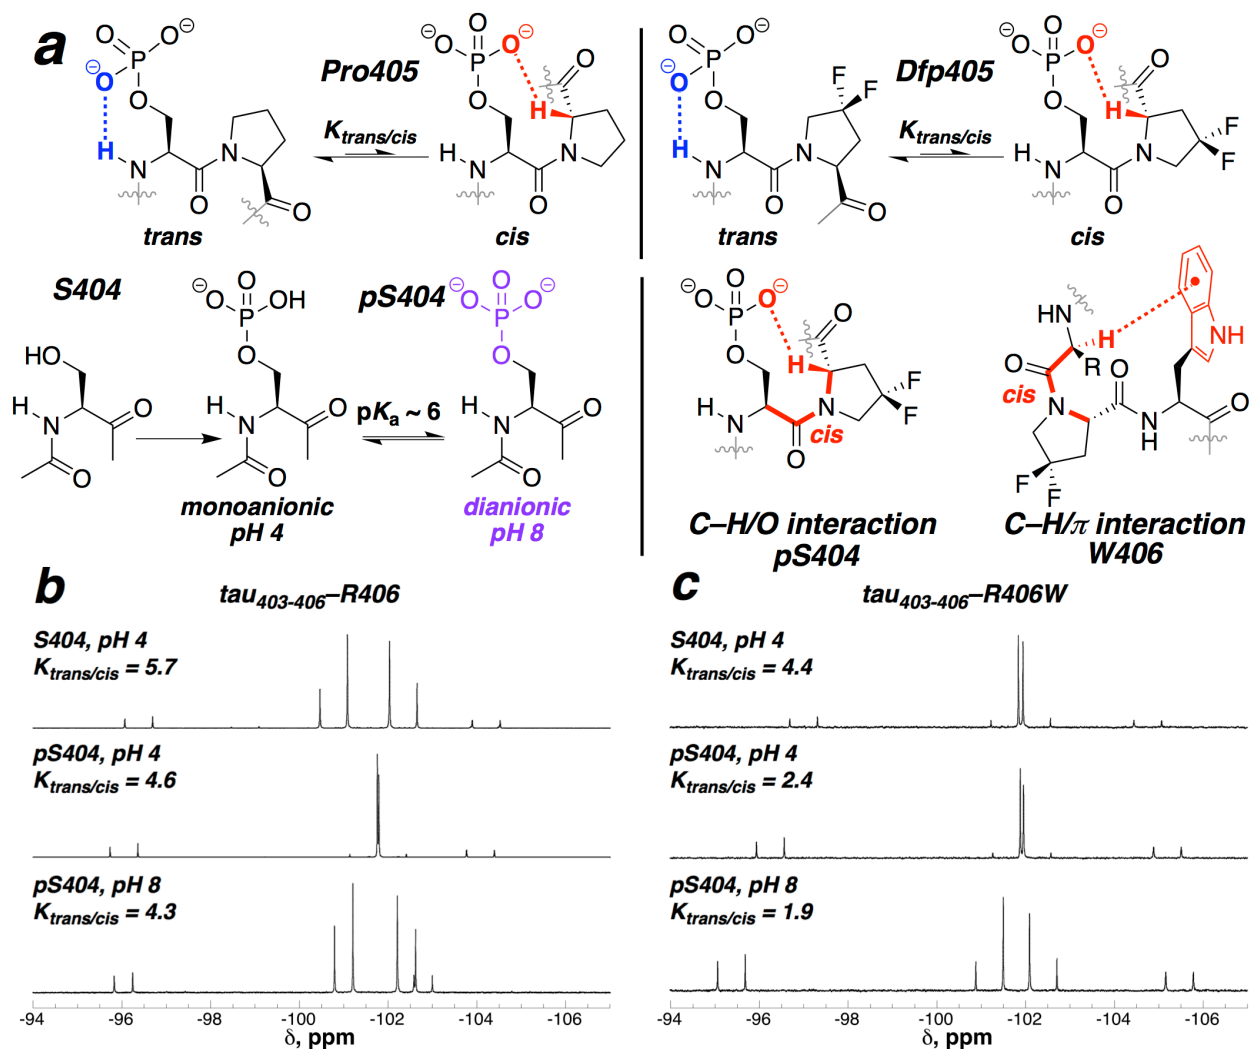 a
Pro405
K trans/cis
trans
cis
Dfp405
K trans/cis
trans
cis
S404
pS404
pKa ~ 6
monoanionic
pH 4
dianionic
pH 8
cis
C–H/O interaction
pS404
cis
C–H/π interaction
W406
b
tau403-406–R406
S404, pH 4
Ktrans/cis = 5.7
pS404, pH 4
Ktrans/cis = 4.6
pS404, pH 8
Ktrans/cis = 4.3
-94 -96 -98 -100 -102 -104 -106
δ, ppm
c
tau403-406–R406W
S404, pH 4
Ktrans/cis = 4.4
pS404, pH 4
Ktrans/cis = 2.4
pS404, pH 8
Ktrans/cis = 1.9
-94 -96 -98 -100 -102 -104 -106
δ, ppm